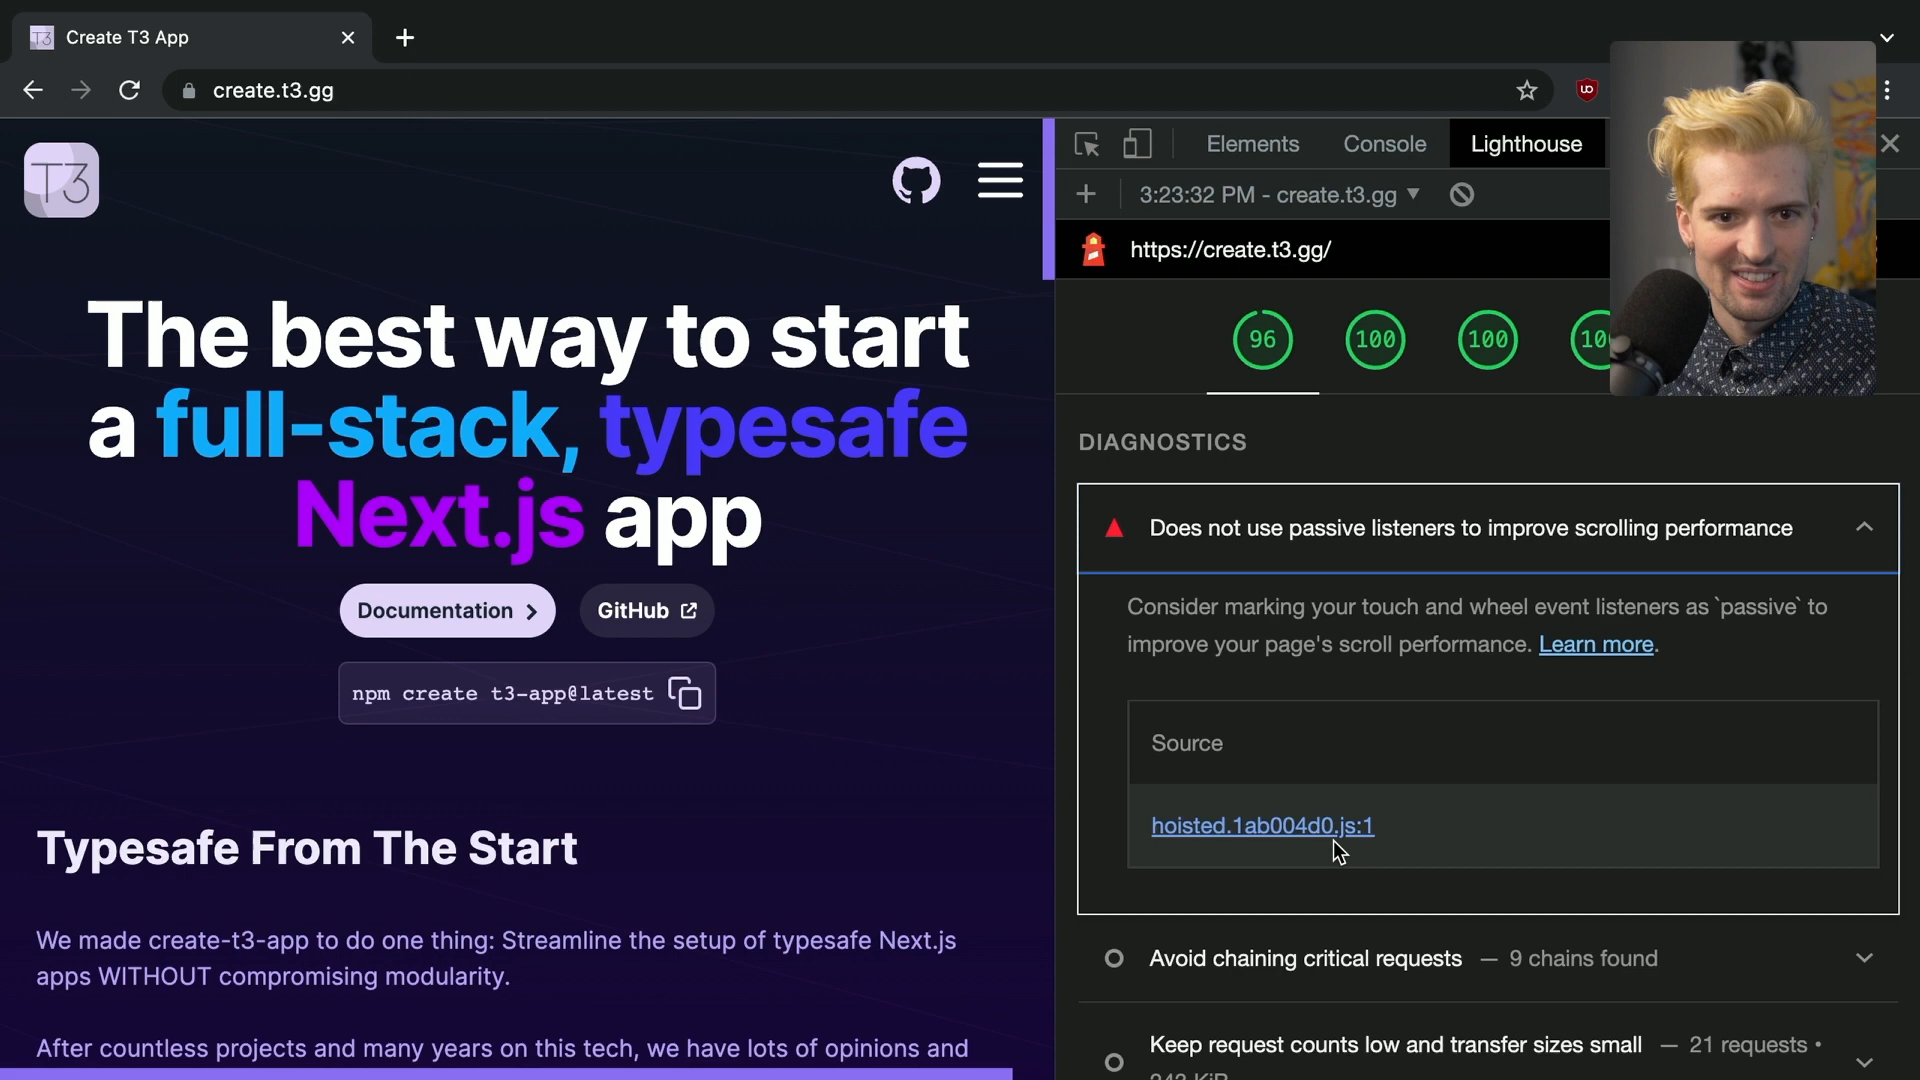 T3 Create T3 App
create.t3.gg
UD
T3
The best way to start
a full-stack, typesafe
Next.js app
Documentation
GitHub
npm create t3-app@latest
Typesafe From The Start
We made create-t3-app to do one thing: Streamline the setup of typesafe Next.js
apps WITHOUT compromising modularity.
After countless projects and many years on this tech, we have lots of opinions and
Elements Console Lighthouse
3:23:32 PM - create.t3.gg
https://create.t3.gg/
96 100 100
DIAGNOSTICS
Does not use passive listeners to improve scrolling performance
Consider marking your touch and wheel event listeners as `passive` to
improve your page's scroll performance. Learn more.
Source
hoisted.1ab004d0.js:1
Avoid chaining critical requests — 9 chains found
Keep request counts low and transfer sizes small — 21 requests •